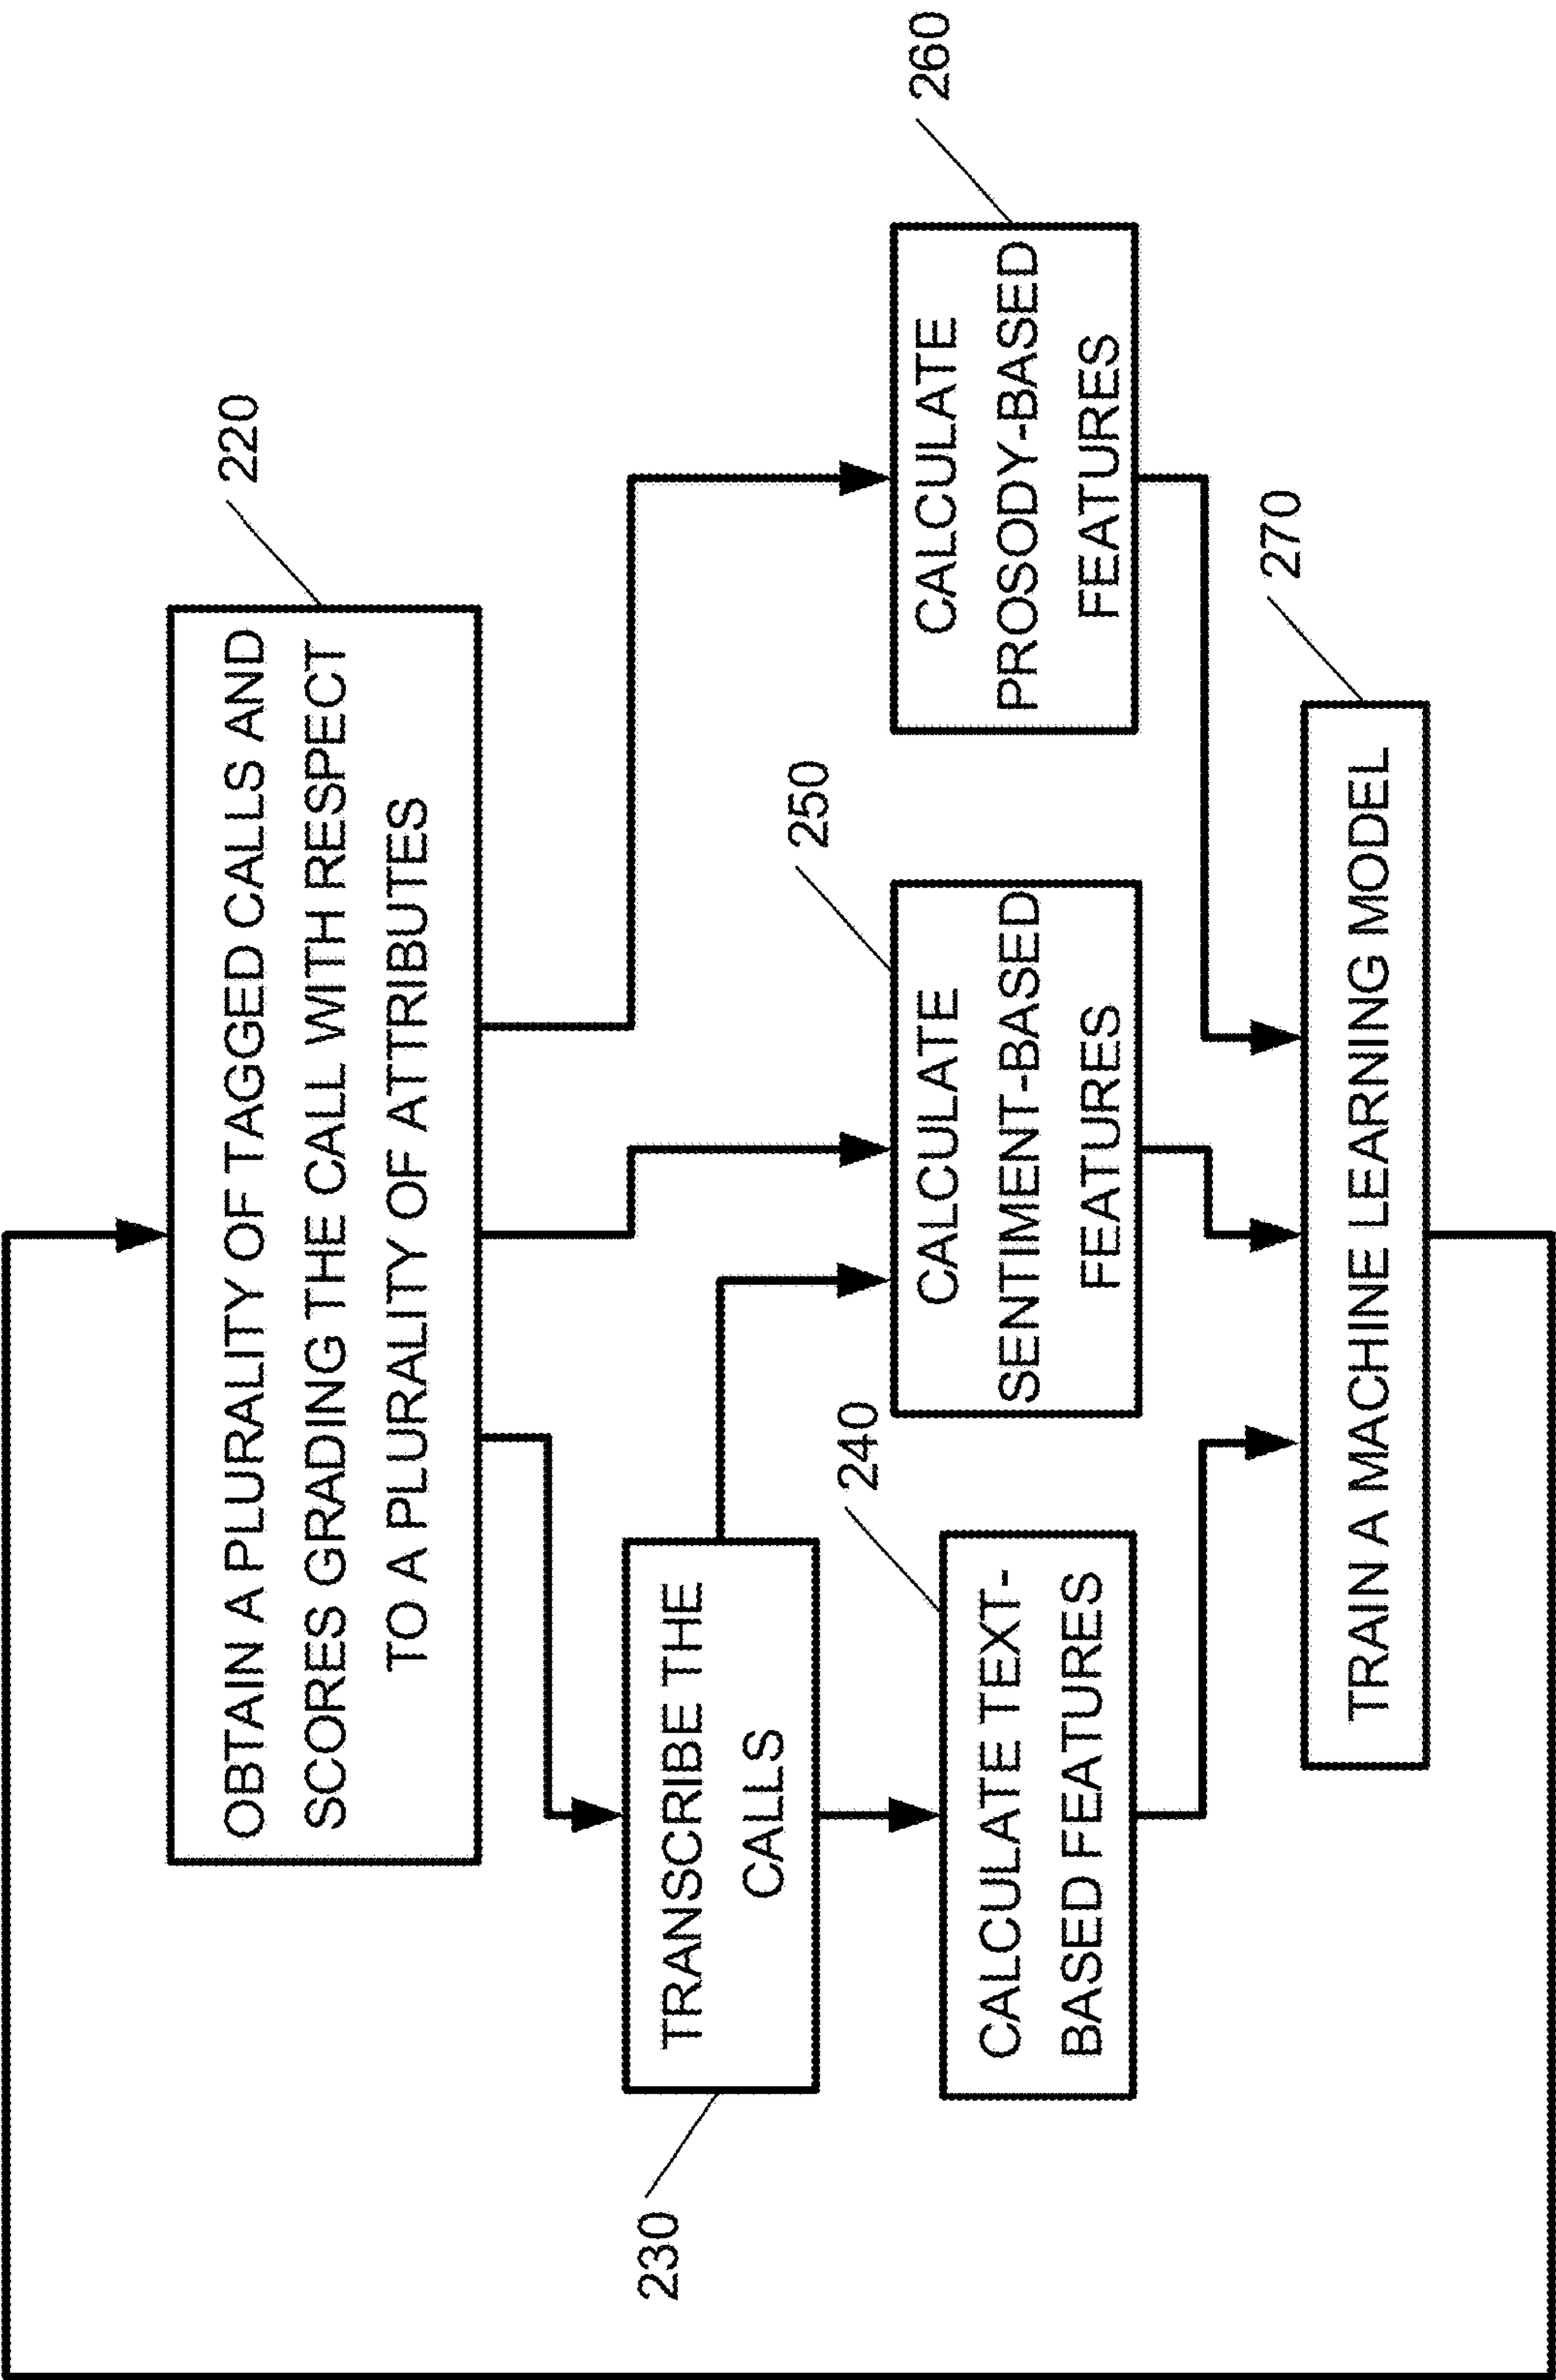 220
OBTAIN A PLURALITY OF TAGGED CALLS AND
SCORES GRADING THE CALL WITH RESPECT
TO A PLURALITY OF ATTRIBUTES
230
TRANSCRIBE THE
CALLS
240
CALCULATE TEXT-
BASED FEATURES
250
CALCULATE
SENTIMENT-BASED
FEATURES
260
CALCULATE
PROSODY-BASED
FEATURES
270
TRAIN A MACHINE LEARNING MODEL